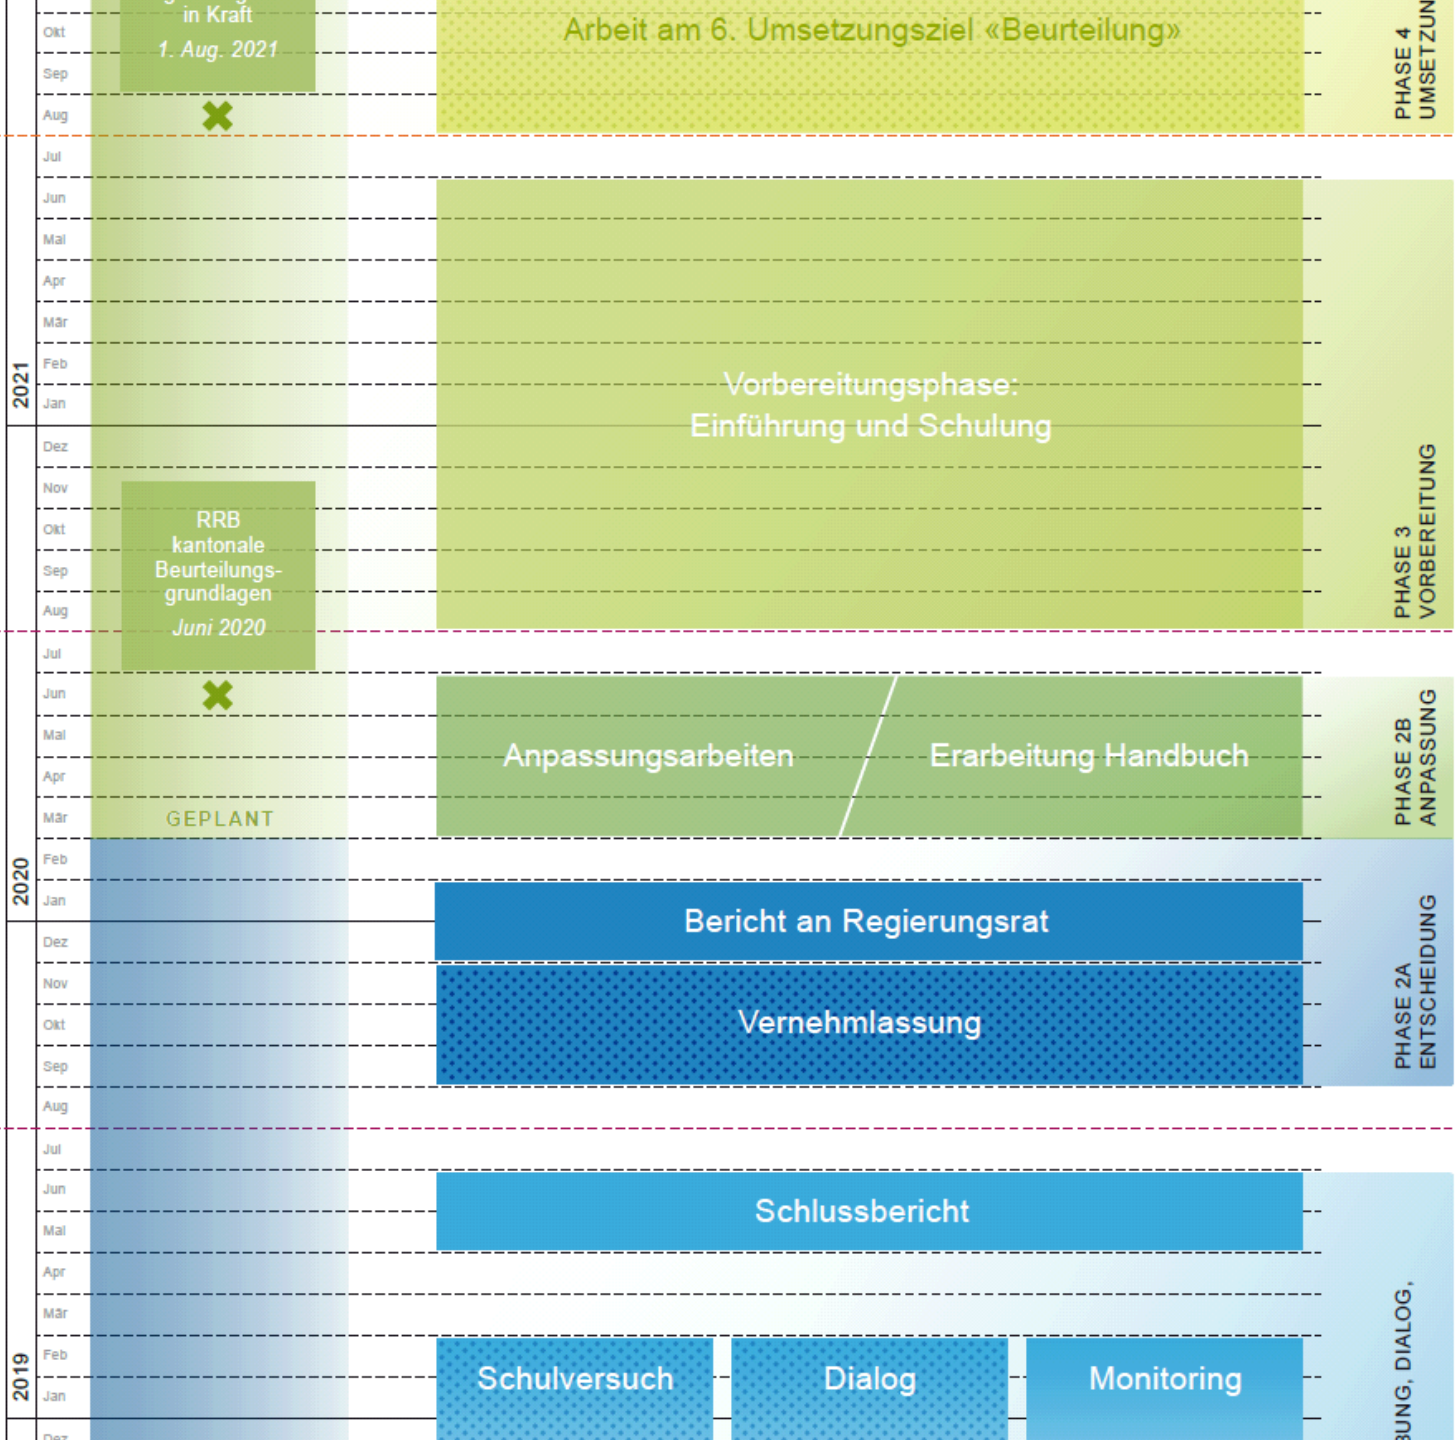 in Kraft
1. Aug. 2021
Arbeit am 6. Umsetzungsziel «Beurteilung»
PHASE 4
Okt
Sep
Aug
Jul
Jun
Mai
Apr
Mär
Feb
Jan
2021
Vorbereitungsphase:
Einführung und Schulung
PHASE 3
VORBEREITUNG
Dez
Nov
Okt
Sep
Aug
Jul
RRB
kantonale
Beurteilungs-
grundlagen
Juni 2020
Jun
Mai
Apr
Mär
Anpassungsarbeiten
Erarbeitung Handbuch
PHASE 2B
ANPASSUNG
GEPLANT
Feb
Jan
2020
Bericht an Regierungsrat
Dez
Nov
Okt
Sep
Aug
Vernehmlassung
PHASE 2A
ENTSCHEIDUNG
Jul
Jun
Mai
Apr
Mär
Schlussbericht
Feb
Jan
2019
Schulversuch
Dialog
Monitoring
DIALOG,
Dez